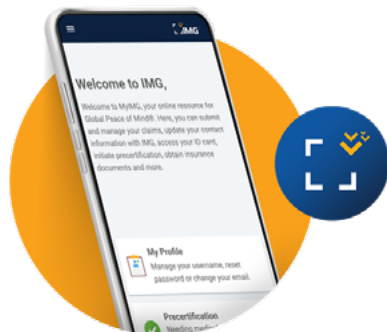 IMG
Welcome to IMG,
Welcome to MyIMG, your online resource for
Global Peace of Mind®. Here, you can submit
and manage your claims, update your contact
information with IMG, access your ID card,
initiate precertification, obtain insurance
documents and more.
My Profile
Manage your username, reset
password or change your email.
Precertification
Needing